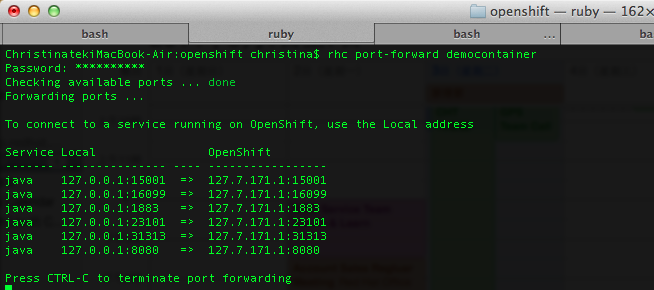 openshift — ruby — 162×
bash
ruby
bash
...
ba
ChristinatekiMacBook-Air:openshift christina$ rhc port-forward democontainer
Password: **********
Checking available ports ... done
Forwarding ports ...
To connect to a service running on OpenShift, use the Local address
Service Local OpenShift
------- --------------- ---- -----------------
java 127.0.0.1:15001 => 127.7.171.1:15001
java 127.0.0.1:16099 => 127.7.171.1:16099
java 127.0.0.1:1883 => 127.7.171.1:1883
java 127.0.0.1:23101 => 127.7.171.1:23101
java 127.0.0.1:31313 => 127.7.171.1:31313
java 127.0.0.1:8080 => 127.7.171.1:8080
Press CTRL-C to terminate port forwarding